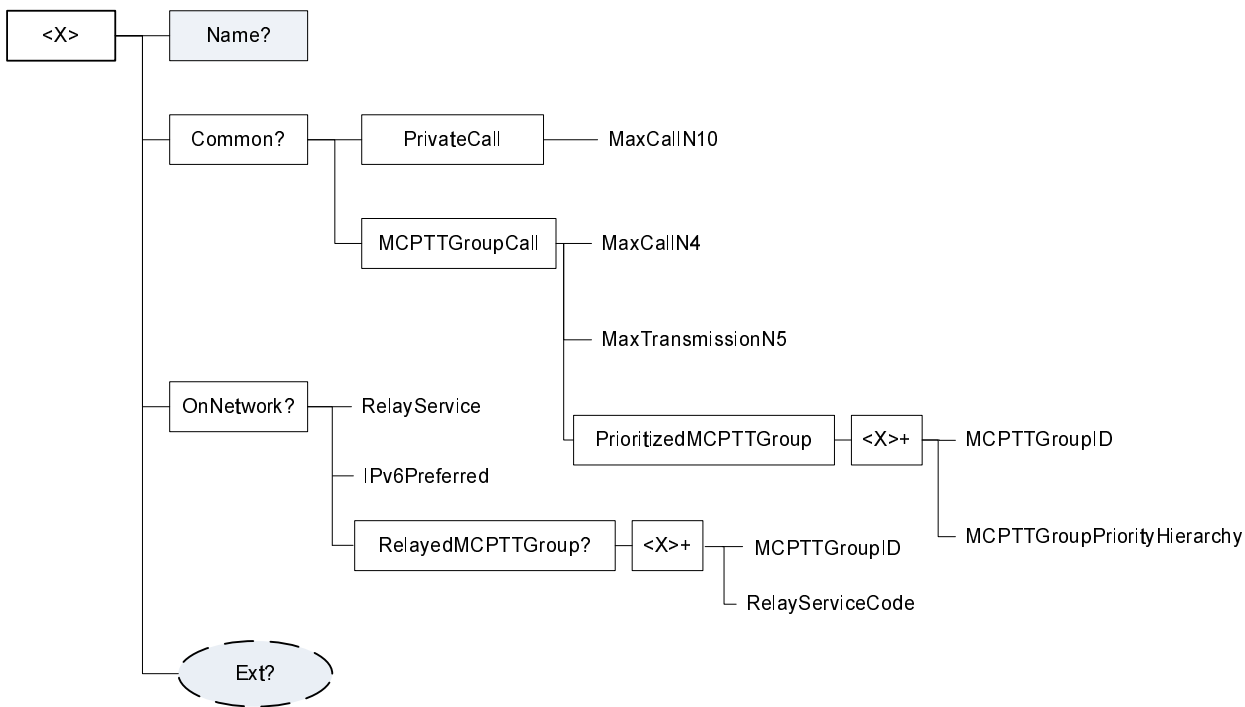 <X>
Name?
Common?
PrivateCall
MaxCallN10
MCPTTGroupCall
MaxCallN4
MaxTransmissionN5
OnNetwork?
RelayService
PrioritizedMCPTTGroup
<X>+
MCPTTGroupID
IPv6Preferred
MCPTTGroupPriorityHierarchy
RelayedMCPTTGroup?
<X>+
MCPTTGroupID
RelayServiceCode
Ext?